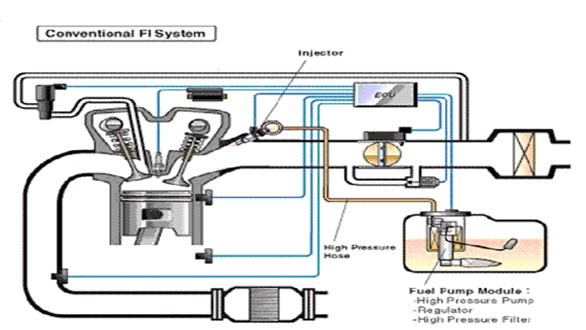 Conventional FI System
Injector
ECU
High Pressure
Hose
Fuel Pump Module :
-High Pressure Pump
-Regulator
-High Pressure Filter